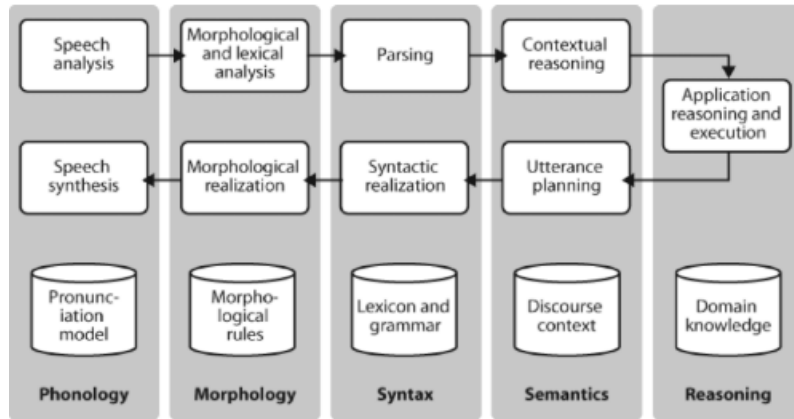 Speech
analysis
Morphological
and lexical
analysis
Parsing
Contextual
reasoning
Application
reasoning and
execution
Speech
synthesis
Morphological
realization
Syntactic
realization
Utterance
planning
Pronunc-
iation
model
Morpho-
logical
rules
Lexicon and
grammar
Discourse
context
Domain
knowledge
Phonology
Morphology
Syntax
Semantics
Reasoning